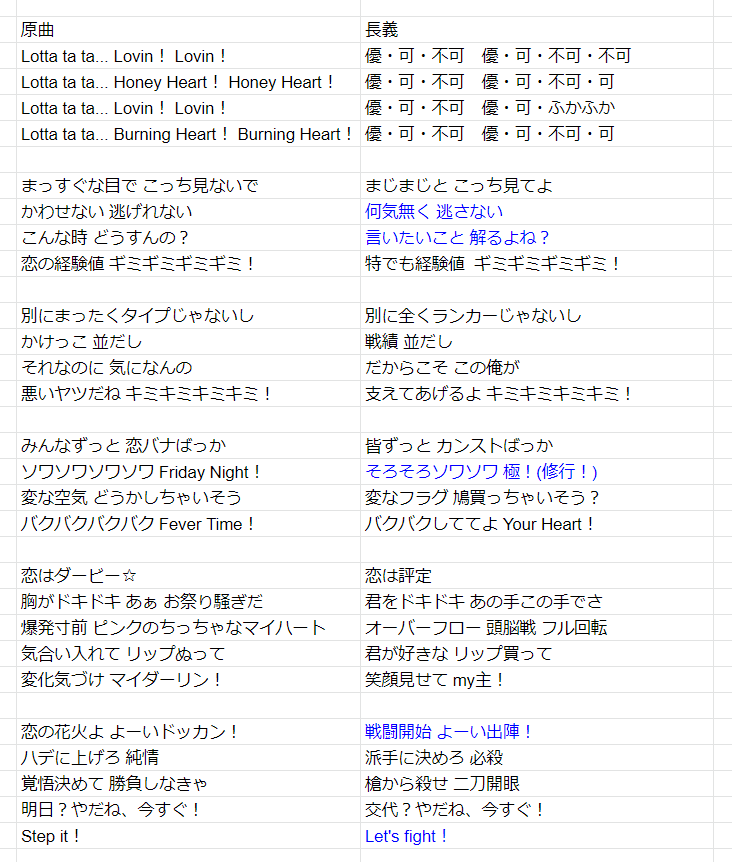 原曲 長義
Lotta ta ta... Lovin！ Lovin！ 優・可・不可　優・可・不可・不可
Lotta ta ta... Honey Heart！ Honey Heart！ 優・可・不可　優・可・不可・可
Lotta ta ta... Lovin！ Lovin！ 優・可・不可　優・可・ふかふか
Lotta ta ta... Burning Heart！ Burning Heart！ 優・可・不可　優・可・不可・可
まっすぐな目で こっち見ないで まじまじと こっち見てよ
かわせない 逃げれない 何気無く 逃さない
こんな時 どうすんの？ 言いたいこと 解るよね？
恋の経験値 ギミギミギミギミ！ 特でも経験値 ギミギミギミギミ！
別にまったくタイプじゃないし 別に全くランカーじゃないし
かけっこ 並だし 戦績 並だし
それなのに 気になんの だからこそ この俺が
悪いヤツだね キミキミキミキミ！ 支えてあげるよ キミキミキミキミ！
みんなずっと 恋バナばっか 皆ずっと カンストばっか
ソワソワソワソワ Friday Night！ そろそろソワソワ 極！(修行！)
変な空気 どうかしちゃいそう 変なフラグ 鳩買っちゃいそう？
バクバクバクバク Fever Time！ バクバクしててよ Your Heart！
恋はダービー☆ 恋は評定
胸がドキドキ あぁ お祭り騒ぎだ 君をドキドキ あの手この手でさ
爆発寸前 ピンクのちっちゃなマイハート オーバーフロー 頭脳戦 フル回転
気合い入れて リップぬって 君が好きな リップ買って
変化気づけ マイダーリン！ 笑顔見せて my主！
恋の花火よ よーいドッカン！ 戦闘開始 よーい出陣！
ハデに上げろ 純情 派手に決めろ 必殺
覚悟決めて 勝負しなきゃ 槍から殺せ 二刀開眼
明日？やだね、今すぐ！ 交代？やだね、今すぐ！
Step it！ Let's fight！